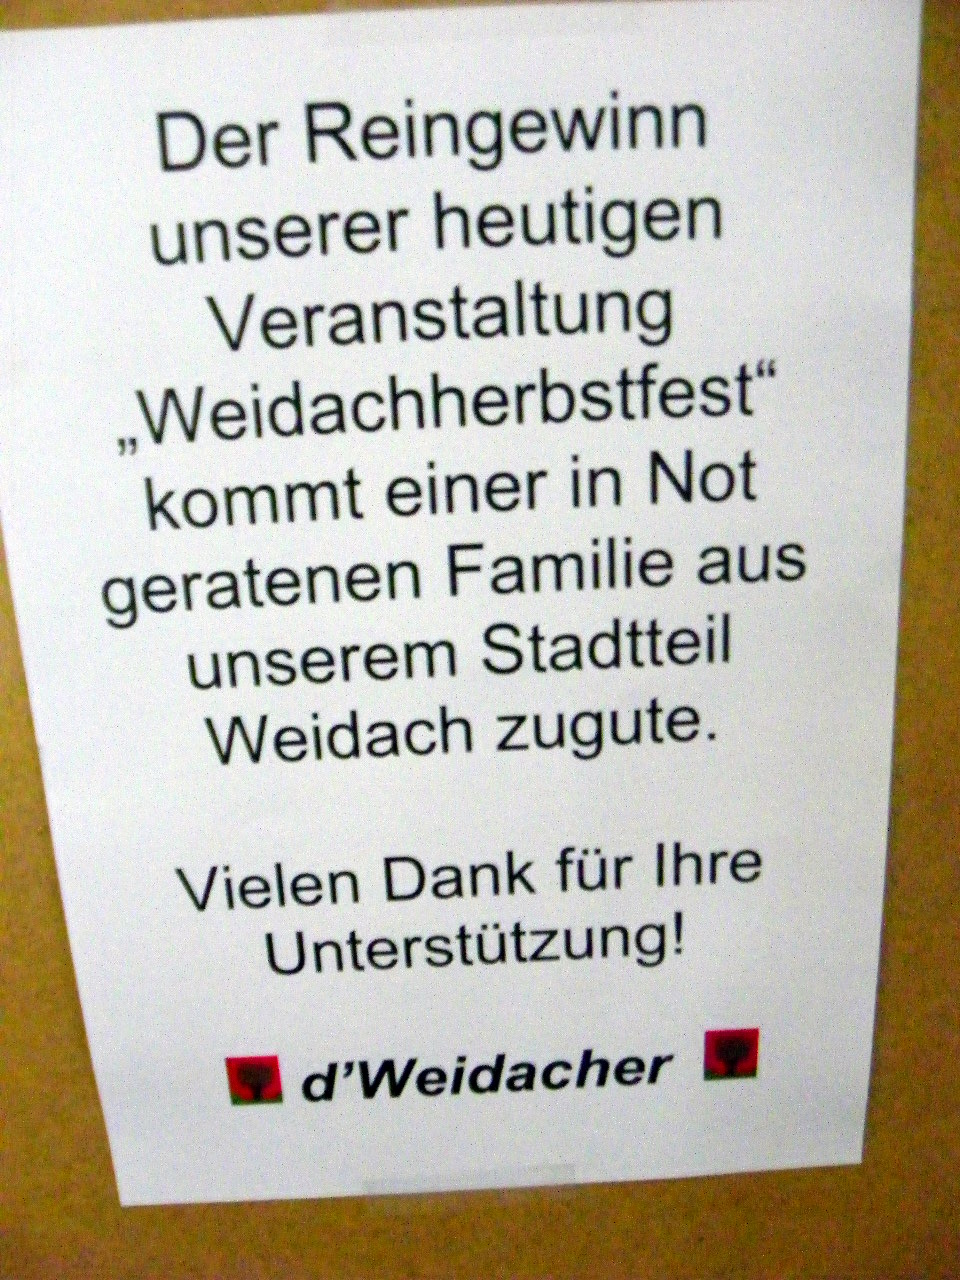 Der Reingewinn
unserer heutigen
Veranstaltung
„Weidachherbstfest“
kommt einer in Not
geratenen Familie aus
unserem Stadtteil
Weidach zugute.
Vielen Dank für Ihre
Unterstützung!
d’Weidacher